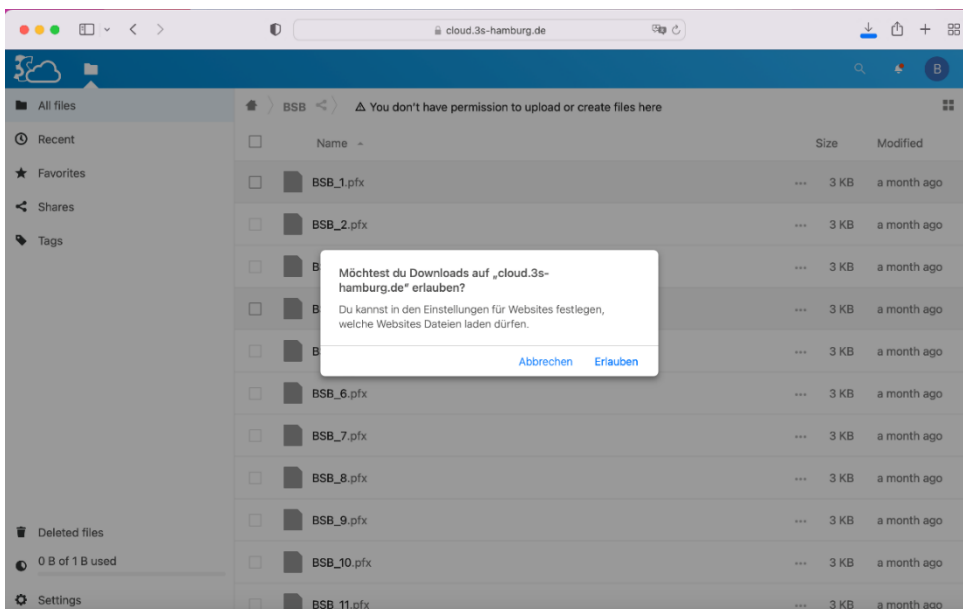 cloud.3s-hamburg.de
B
All files
BSB
You don't have permission to upload or create files here
Recent
Name
Size
Modified
Favorites
BSB_1.pfx
3 KB
a month ago
Shares
BSB_2.pfx
3 KB
a month ago
Tags
B
3 KB
a month ago
Möchtest du Downloads auf „cloud.3s-
hamburg.de" erlauben?
Du kannst in den Einstellungen für Websites festlegen,
welche Websites Dateien laden dürfen.
Abbrechen
Erlauben
B
3 KB
a month ago
B
3 KB
a month ago
BSB_6.pfx
3 KB
a month ago
BSB_7.pfx
3 KB
a month ago
BSB_8.pfx
3 KB
a month ago
BSB_9.pfx
3 KB
a month ago
Deleted files
0 B of 1 B used
BSB_10.pfx
3 KB
a month ago
Settings
BSB_11.pfx
3 KB
a month ago